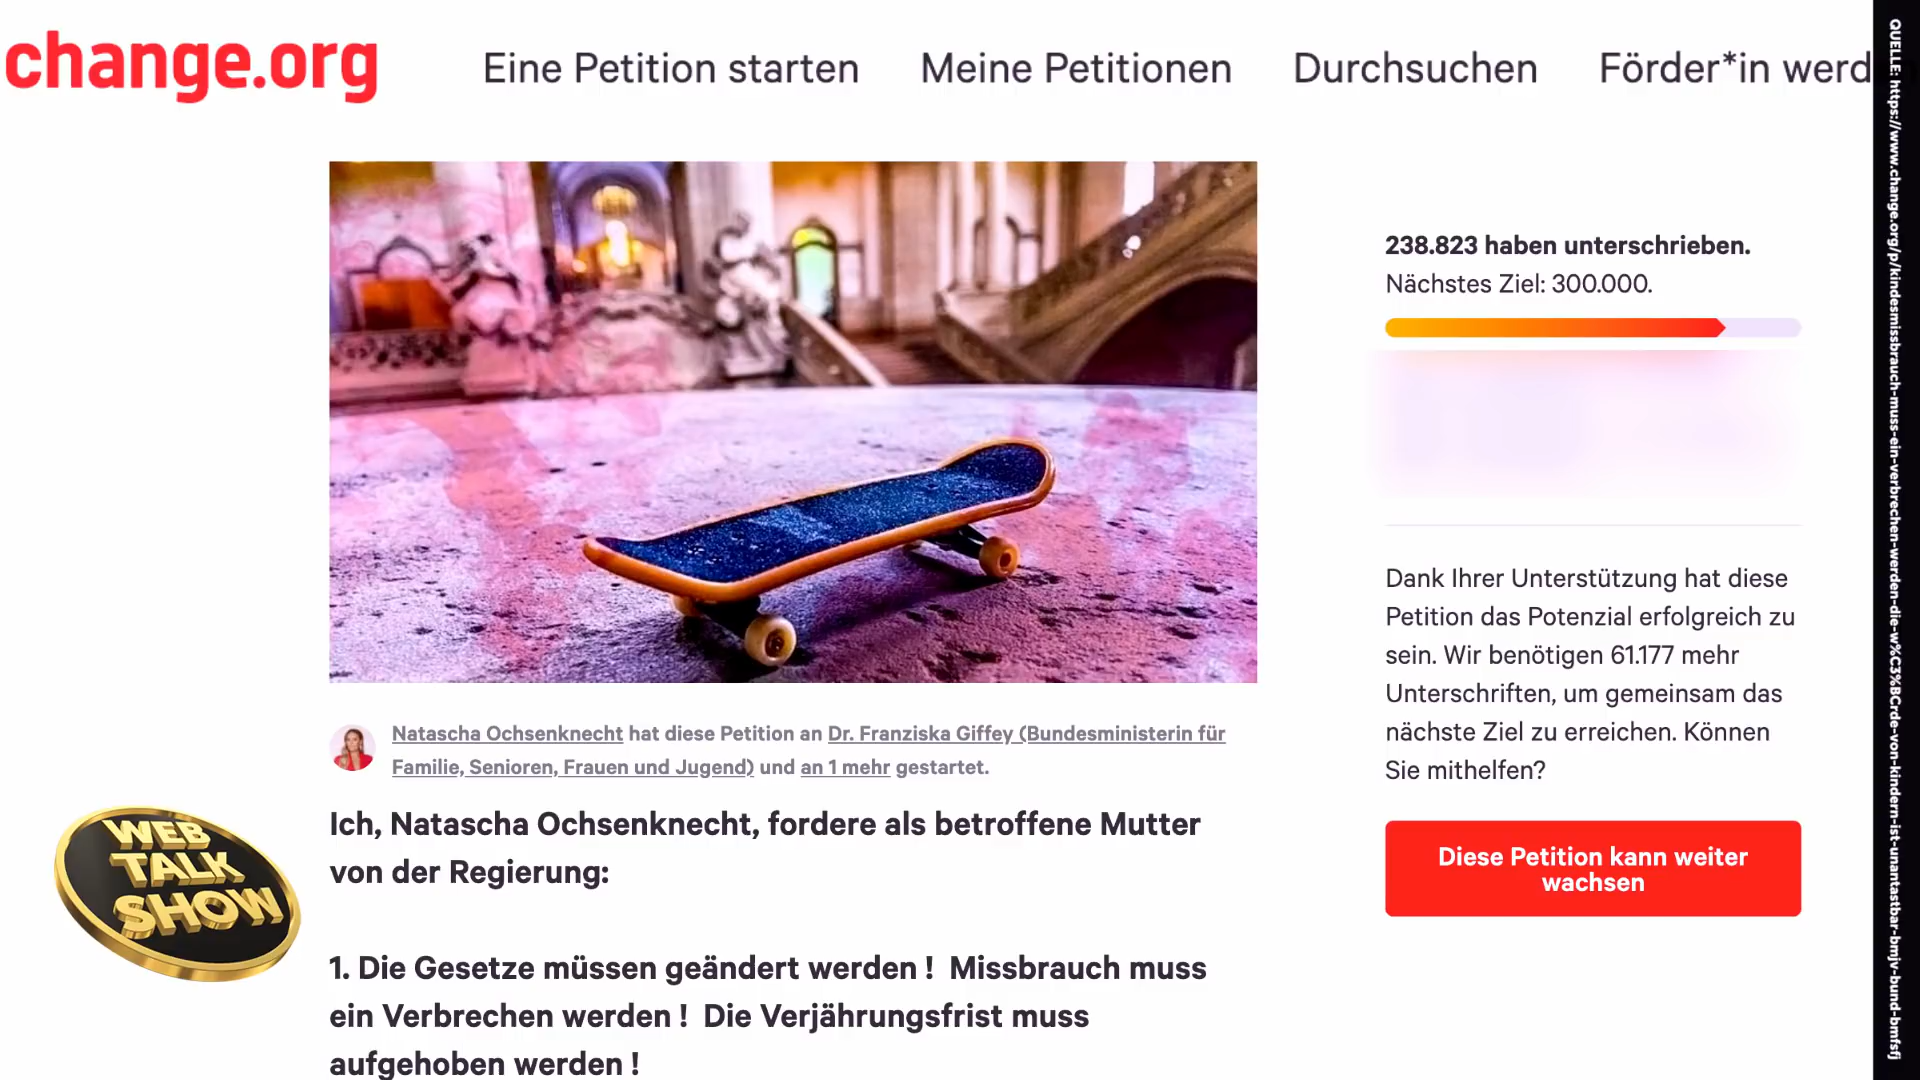 change.org
Eine Petition starten
Meine Petitionen
Durchsuchen
Förder*in werd
238.823 haben unterschrieben.
Nächstes Ziel: 300.000.
Dank Ihrer Unterstützung hat diese
Petition das Potenzial erfolgreich zu
sein. Wir benötigen 61.177 mehr
Unterschriften, um gemeinsam das
nächste Ziel zu erreichen. Können
Sie mithelfen?
Diese Petition kann weiter
wachsen
Natascha Ochsenknecht hat diese Petition an Dr. Franziska Giffey (Bundesministerin für
Familie, Senioren, Frauen und Jugend) und an 1 mehr gestartet.
Ich, Natascha Ochsenknecht, fordere als betroffene Mutter
von der Regierung:
1. Die Gesetze müssen geändert werden ! Missbrauch muss
ein Verbrechen werden ! Die Verjährungsfrist muss
aufgehoben werden !
WEB
TALK
SHOW
QUELLE: https://www.change.org/p/kindesmissbrauch-muss-ein-verbrechen-werden-die-w%C3%BCrde-von-kindern-ist-unantastbar-bmjv-bund-bmfsfj